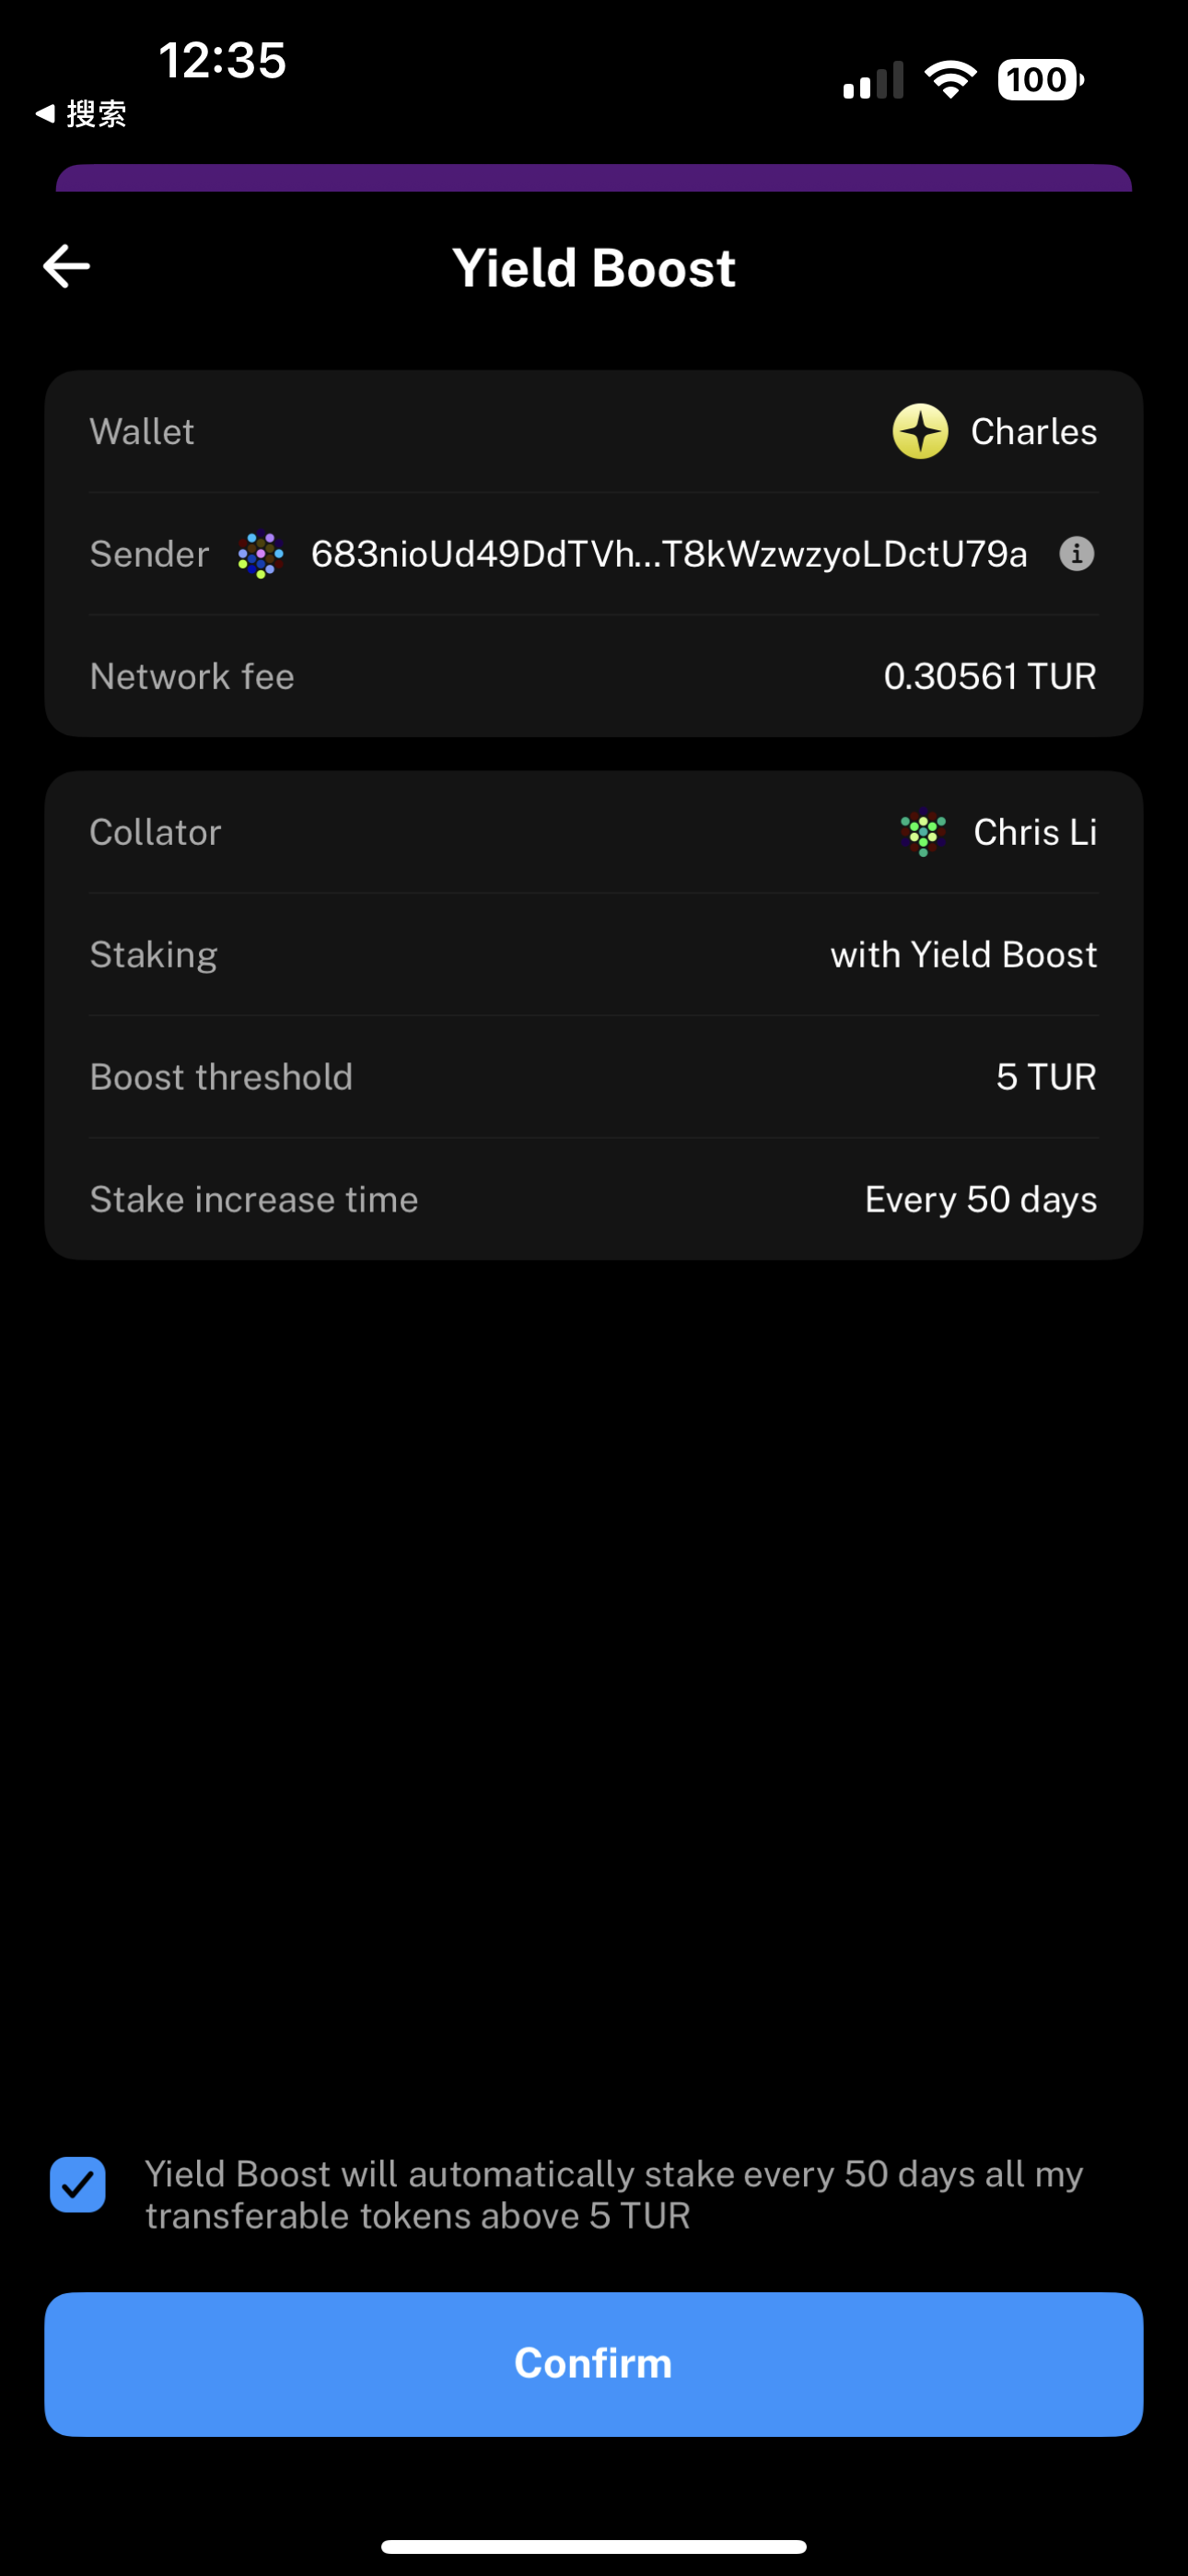 12:35
100
◀ 搜索
Yield Boost
Wallet Charles
Sender 683nioUd49DdTVh...T8kWzwzyoLDctU79a
Network fee 0.30561 TUR
Collator Chris Li
Staking with Yield Boost
Boost threshold 5 TUR
Stake increase time Every 50 days
Yield Boost will automatically stake every 50 days all my
transferable tokens above 5 TUR
Confirm